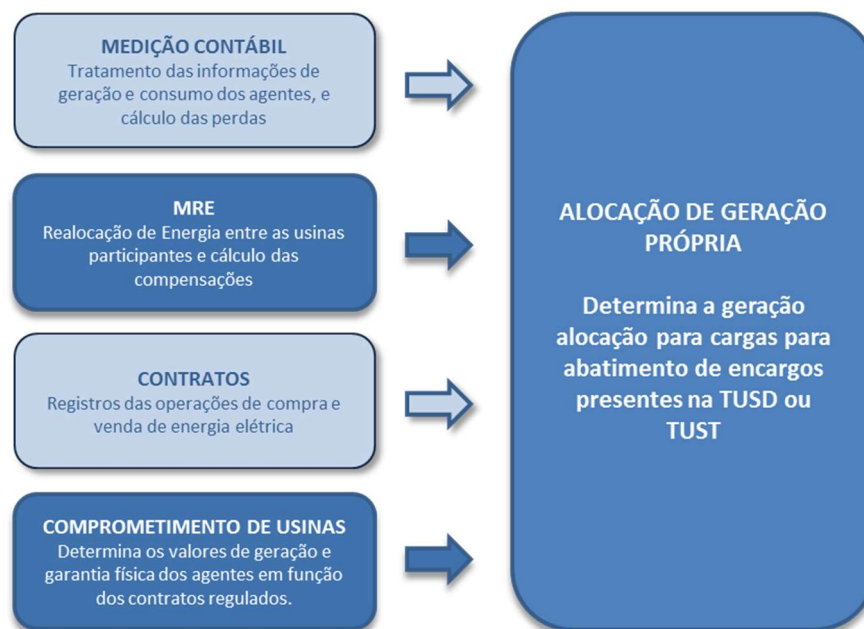 MEDIÇÃO CONTÁBIL
Tratamento das informações de
geração e consumo dos agentes, e
cálculo das perdas
MRE
Realocação de Energia entre as usinas
participantes e cálculo das
compensações
CONTRATOS
Registros das operações de compra e
venda de energia elétrica
COMPROMETIMENTO DE USINAS
Determina os valores de geração e
garantia física dos agentes em função
dos contratos regulados.
ALOCAÇÃO DE GERAÇÃO
PRÓPRIA
Determina a geração
alocação para cargas para
abatimento de encargos
presentes na TUSD ou
TUST